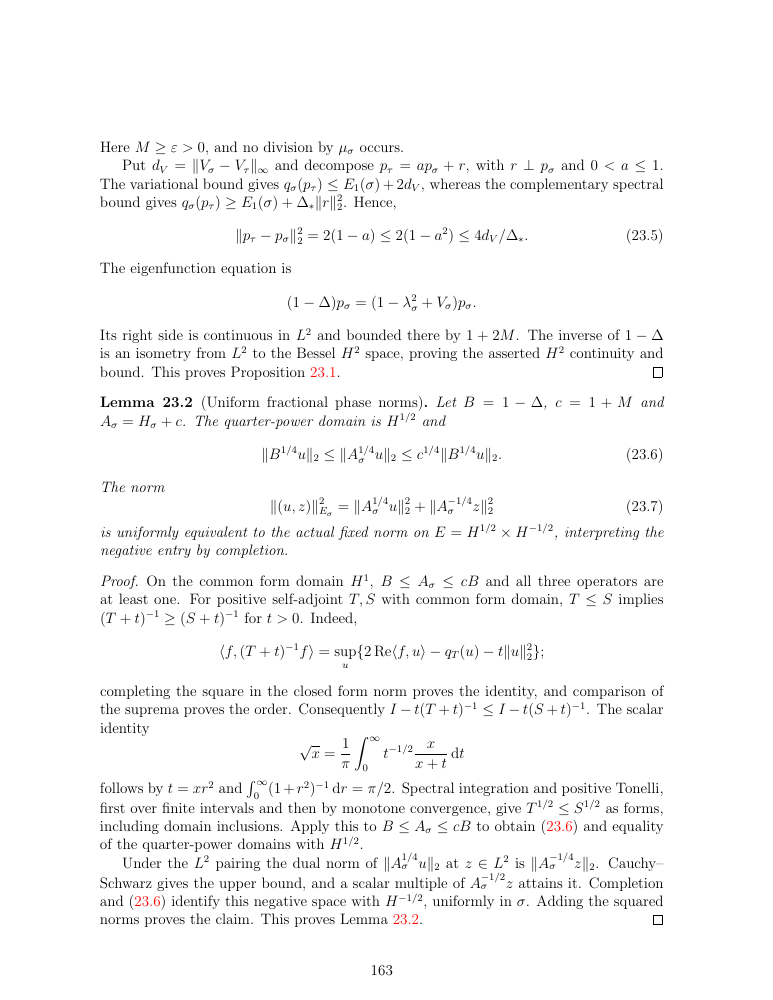 Here M ≥ ε > 0, and no division by μ_σ occurs.
Put d_V = ‖V_σ − V_τ‖_∞ and decompose p_τ = ap_σ + r, with r ⊥ p_σ and 0 < a ≤ 1.
The variational bound gives q_σ(p_τ) ≤ E_1(σ) + 2d_V, whereas the complementary spectral
bound gives q_σ(p_τ) ≥ E_1(σ) + Δ_*‖r‖_2^2. Hence,
‖p_τ − p_σ‖_2^2 = 2(1 − a) ≤ 2(1 − a^2) ≤ 4d_V/Δ_*. (23.5)
The eigenfunction equation is
(1 − Δ)p_σ = (1 − λ_σ^2 + V_σ)p_σ.
Its right side is continuous in L^2 and bounded there by 1 + 2M. The inverse of 1 − Δ
is an isometry from L^2 to the Bessel H^2 space, proving the asserted H^2 continuity and
bound. This proves Proposition 23.1. □
Lemma 23.2 (Uniform fractional phase norms). Let B = 1 − Δ, c = 1 + M and
A_σ = H_σ + c. The quarter-power domain is H^{1/2} and
‖B^{1/4}u‖_2 ≤ ‖A_σ^{1/4}u‖_2 ≤ c^{1/4}‖B^{1/4}u‖_2. (23.6)
The norm
‖(u, z)‖_{E_σ}^2 = ‖A_σ^{1/4}u‖_2^2 + ‖A_σ^{−1/4}z‖_2^2 (23.7)
is uniformly equivalent to the actual fixed norm on E = H^{1/2} × H^{−1/2}, interpreting the
negative entry by completion.
Proof. On the common form domain H^1, B ≤ A_σ ≤ cB and all three operators are
at least one. For positive self-adjoint T, S with common form domain, T ≤ S implies
(T + t)^{−1} ≥ (S + t)^{−1} for t > 0. Indeed,
⟨f, (T + t)^{−1}f⟩ = sup_u{2 Re⟨f, u⟩ − q_T(u) − t‖u‖_2^2};
completing the square in the closed form norm proves the identity, and comparison of
the suprema proves the order. Consequently I − t(T + t)^{−1} ≤ I − t(S + t)^{−1}. The scalar
identity
√x = 1/π ∫_0^∞ t^{−1/2} x/(x + t) dt
follows by t = xr^2 and ∫_0^∞(1+r^2)^{−1} dr = π/2. Spectral integration and positive Tonelli,
first over finite intervals and then by monotone convergence, give T^{1/2} ≤ S^{1/2} as forms,
including domain inclusions. Apply this to B ≤ A_σ ≤ cB to obtain (23.6) and equality
of the quarter-power domains with H^{1/2}.
Under the L^2 pairing the dual norm of ‖A_σ^{1/4}u‖_2 at z ∈ L^2 is ‖A_σ^{−1/4}z‖_2. Cauchy–
Schwarz gives the upper bound, and a scalar multiple of A_σ^{−1/2}z attains it. Completion
and (23.6) identify this negative space with H^{−1/2}, uniformly in σ. Adding the squared
norms proves the claim. This proves Lemma 23.2. □
163